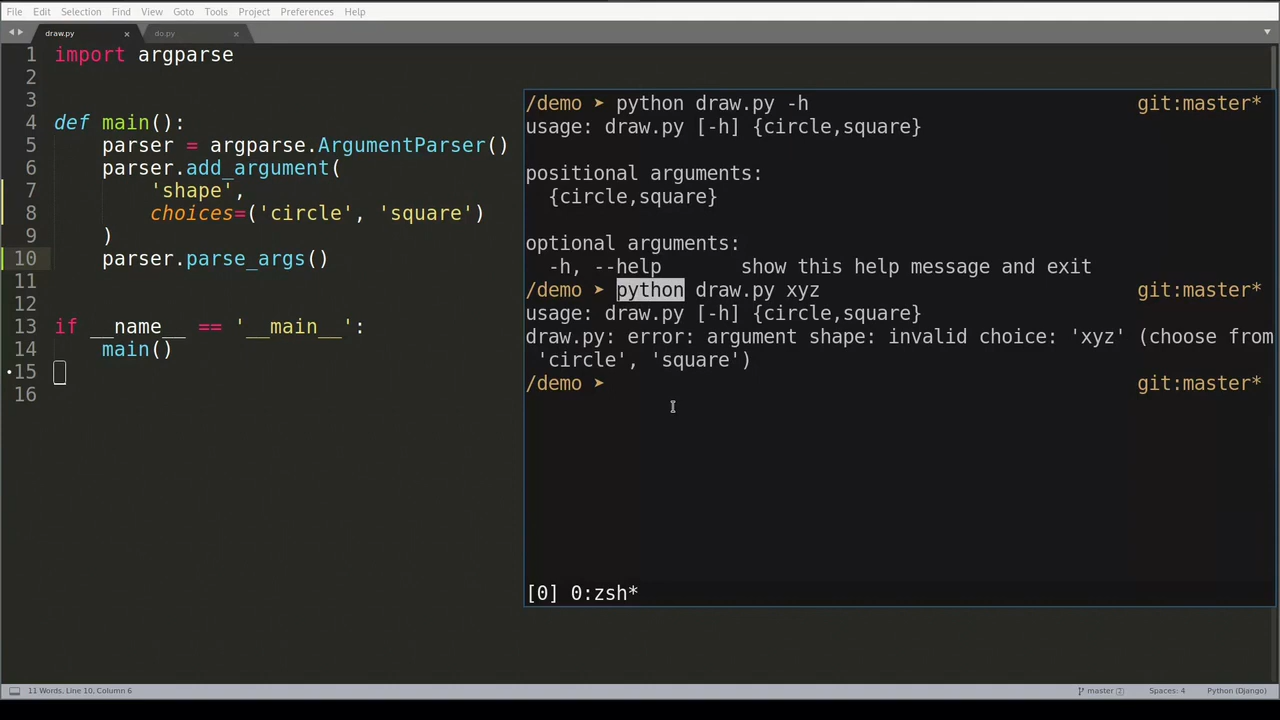 File Edit Selection Find View Goto Tools Project Preferences Help
draw.py × do.py ×
1 import argparse
2
3
4 def main():
5 parser = argparse.ArgumentParser()
6 parser.add_argument(
7 'shape',
8 choices=('circle', 'square')
9 )
10 parser.parse_args()
11
12
13 if __name__ == '__main__':
14 main()
15
16
/demo ➤ python draw.py -h git:master*
usage: draw.py [-h] {circle,square}
positional arguments:
{circle,square}
optional arguments:
-h, --help show this help message and exit
/demo ➤ python draw.py xyz git:master*
usage: draw.py [-h] {circle,square}
draw.py: error: argument shape: invalid choice: 'xyz' (choose from
'circle', 'square')
/demo ➤ git:master*
[0] 0:zsh*
11 Words, Line 10, Column 6 master 2 Spaces: 4 Python (Django)